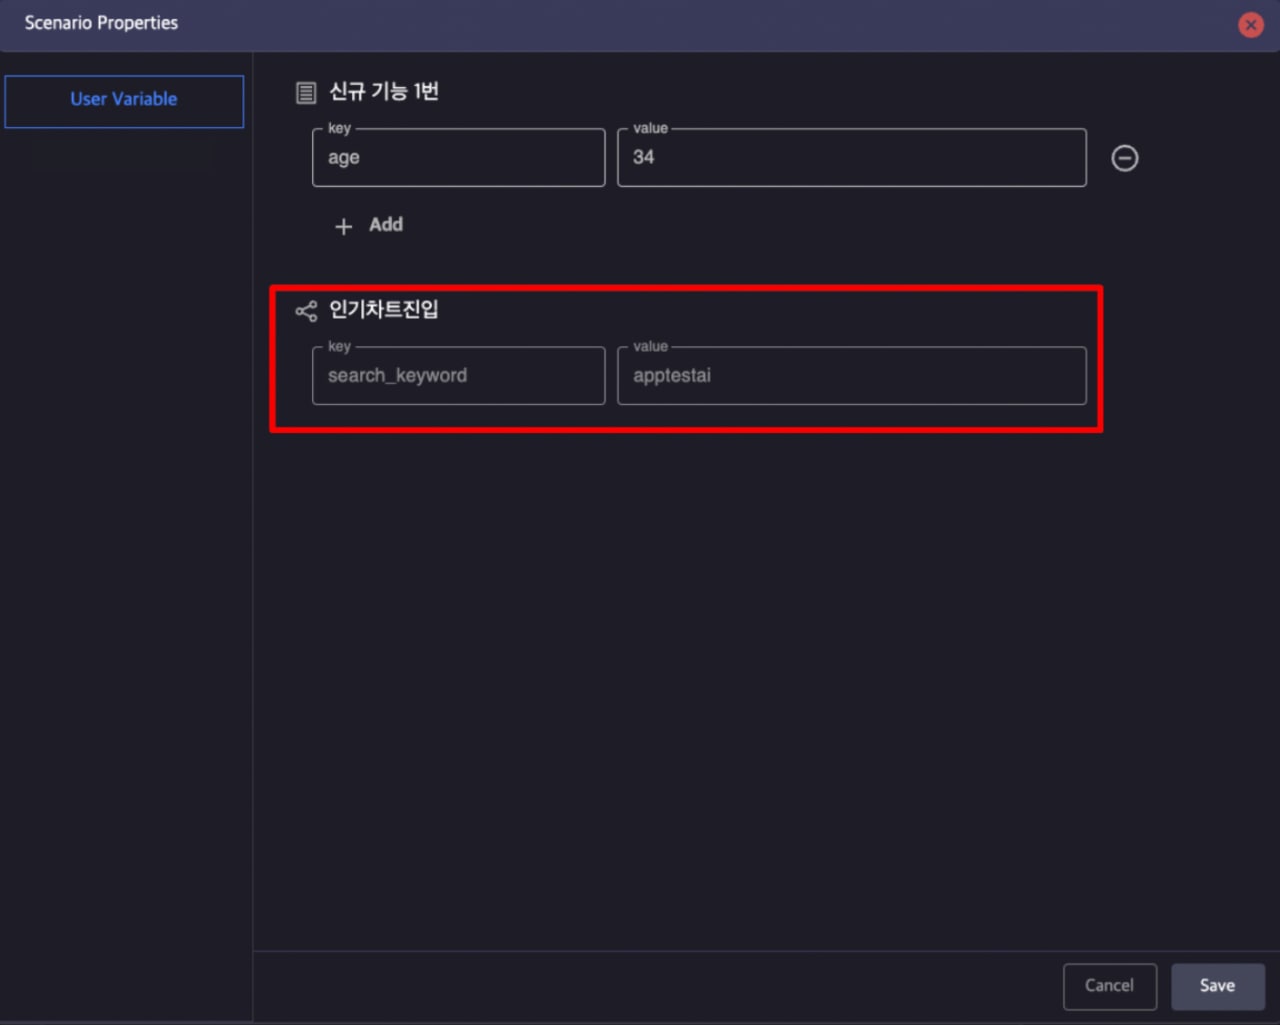 Scenario Properties
User Variable
신규 기능 1번
key
value
age
34
Add
인기차트진입
key
value
search_keyword
apptestai
Cancel
Save